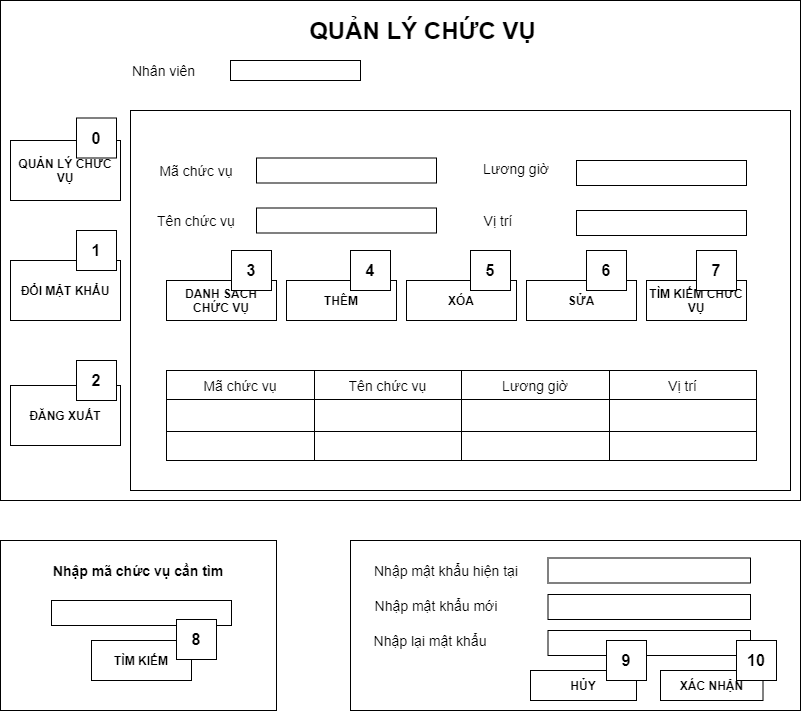 QUẢN LÝ CHỨC VỤ
Nhân viên
0
QUẢN LÝ CHỨC
VỤ
1
ĐỔI MẬT KHẨU
2
ĐĂNG XUẤT
Mã chức vụ
Lương giờ
Tên chức vụ
Vị trí
3
DANH SÁCH
CHỨC VỤ
4
THÊM
5
XÓA
6
SỬA
7
TÌM KIẾM CHỨC
VỤ
Mã chức vụ Tên chức vụ Lương giờ Vị trí
Nhập mã chức vụ cần tìm
8
TÌM KIẾM
Nhập mật khẩu hiện tại
Nhập mật khẩu mới
Nhập lại mật khẩu
9
HỦY
10
XÁC NHẬN